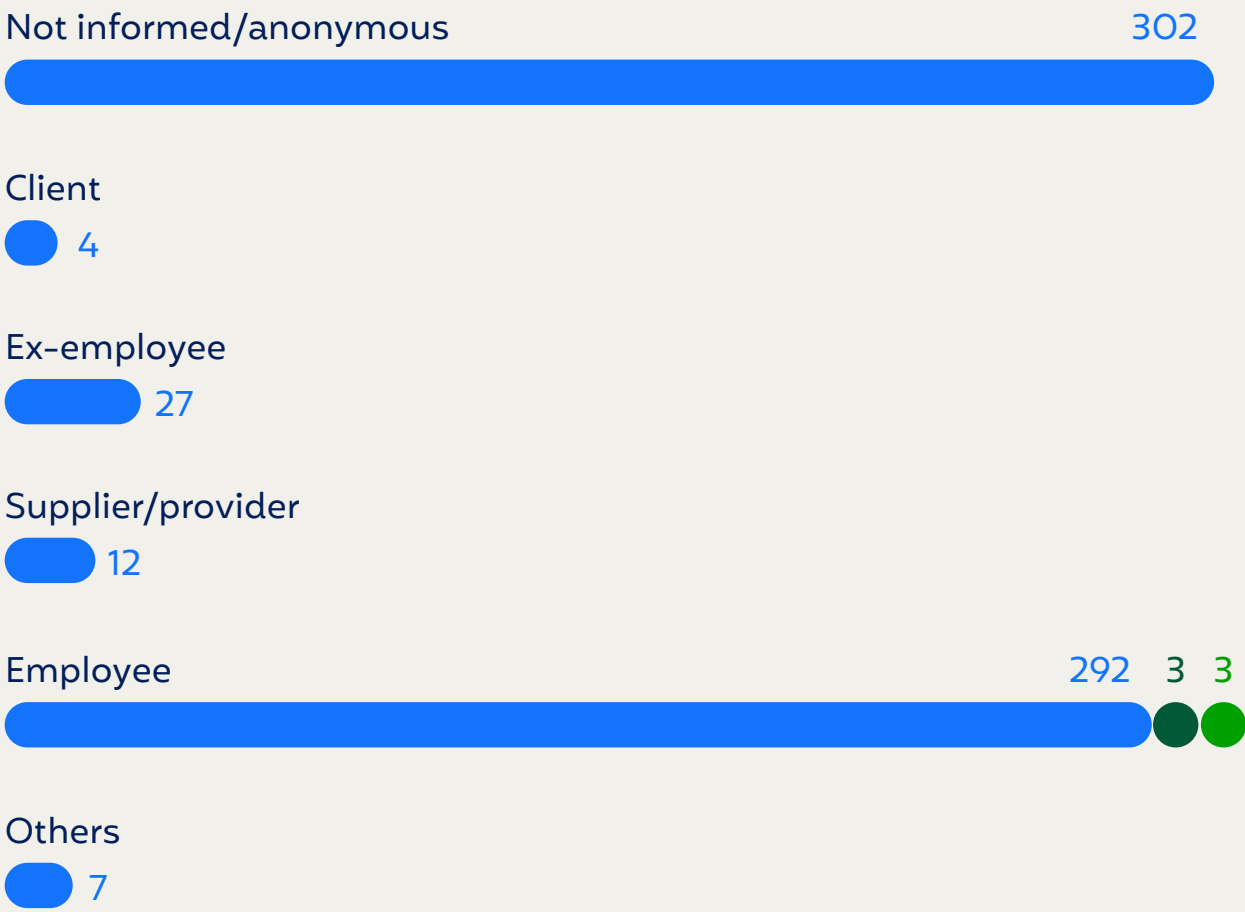 Not informed/anonymous 302
Client
4
Ex-employee
27
Supplier/provider
12
Employee 292 3 3
Others
7